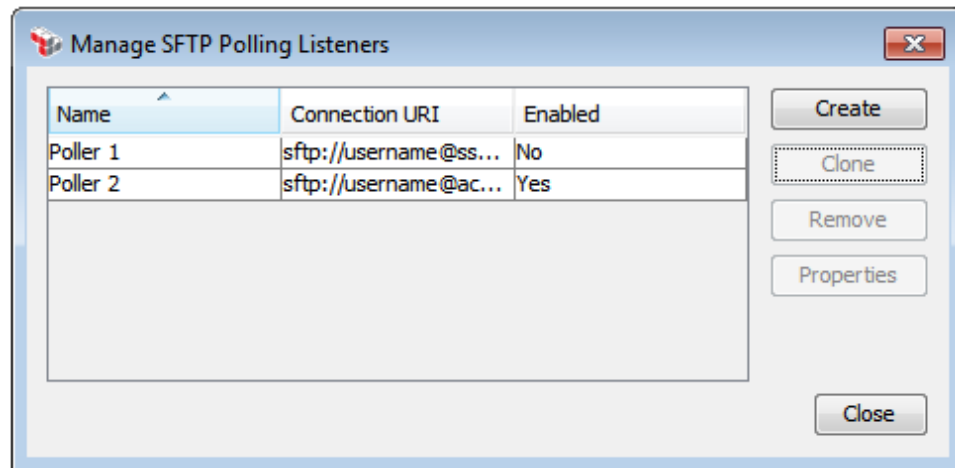 Manage SFTP Polling Listeners
Name Connection URI Enabled
Poller 1 sftp://username@ss... No
Poller 2 sftp://username@ac... Yes
Create
Clone
Remove
Properties
Close